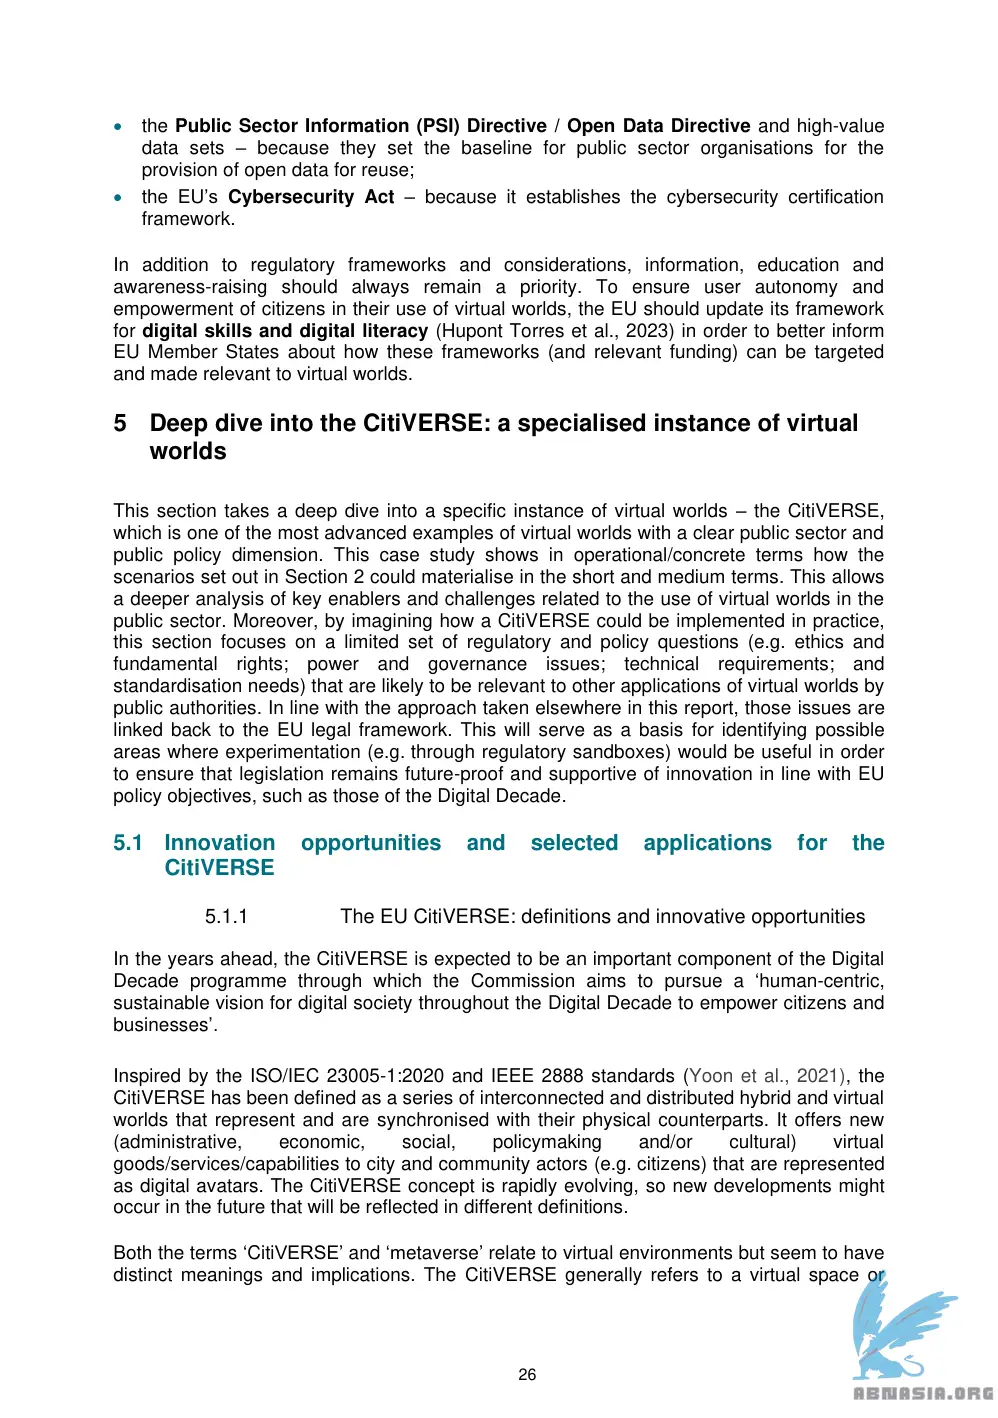 • the Public Sector Information (PSI) Directive / Open Data Directive and high-value
data sets – because they set the baseline for public sector organisations for the
provision of open data for reuse;
• the EU’s Cybersecurity Act – because it establishes the cybersecurity certification
framework.
In addition to regulatory frameworks and considerations, information, education and
awareness-raising should always remain a priority. To ensure user autonomy and
empowerment of citizens in their use of virtual worlds, the EU should update its framework
for digital skills and digital literacy (Hupont Torres et al., 2023) in order to better inform
EU Member States about how these frameworks (and relevant funding) can be targeted
and made relevant to virtual worlds.
5 Deep dive into the CitiVERSE: a specialised instance of virtual
worlds
This section takes a deep dive into a specific instance of virtual worlds – the CitiVERSE,
which is one of the most advanced examples of virtual worlds with a clear public sector and
public policy dimension. This case study shows in operational/concrete terms how the
scenarios set out in Section 2 could materialise in the short and medium terms. This allows
a deeper analysis of key enablers and challenges related to the use of virtual worlds in the
public sector. Moreover, by imagining how a CitiVERSE could be implemented in practice,
this section focuses on a limited set of regulatory and policy questions (e.g. ethics and
fundamental rights; power and governance issues; technical requirements; and
standardisation needs) that are likely to be relevant to other applications of virtual worlds by
public authorities. In line with the approach taken elsewhere in this report, those issues are
linked back to the EU legal framework. This will serve as a basis for identifying possible
areas where experimentation (e.g. through regulatory sandboxes) would be useful in order
to ensure that legislation remains future-proof and supportive of innovation in line with EU
policy objectives, such as those of the Digital Decade.
5.1 Innovation opportunities and selected applications for the
CitiVERSE
5.1.1 The EU CitiVERSE: definitions and innovative opportunities
In the years ahead, the CitiVERSE is expected to be an important component of the Digital
Decade programme through which the Commission aims to pursue a ‘human-centric,
sustainable vision for digital society throughout the Digital Decade to empower citizens and
businesses’.
Inspired by the ISO/IEC 23005-1:2020 and IEEE 2888 standards (Yoon et al., 2021), the
CitiVERSE has been defined as a series of interconnected and distributed hybrid and virtual
worlds that represent and are synchronised with their physical counterparts. It offers new
(administrative, economic, social, policymaking and/or cultural) virtual
goods/services/capabilities to city and community actors (e.g. citizens) that are represented
as digital avatars. The CitiVERSE concept is rapidly evolving, so new developments might
occur in the future that will be reflected in different definitions.
Both the terms ‘CitiVERSE’ and ‘metaverse’ relate to virtual environments but seem to have
distinct meanings and implications. The CitiVERSE generally refers to a virtual space or
26
ABNASIA.ORG